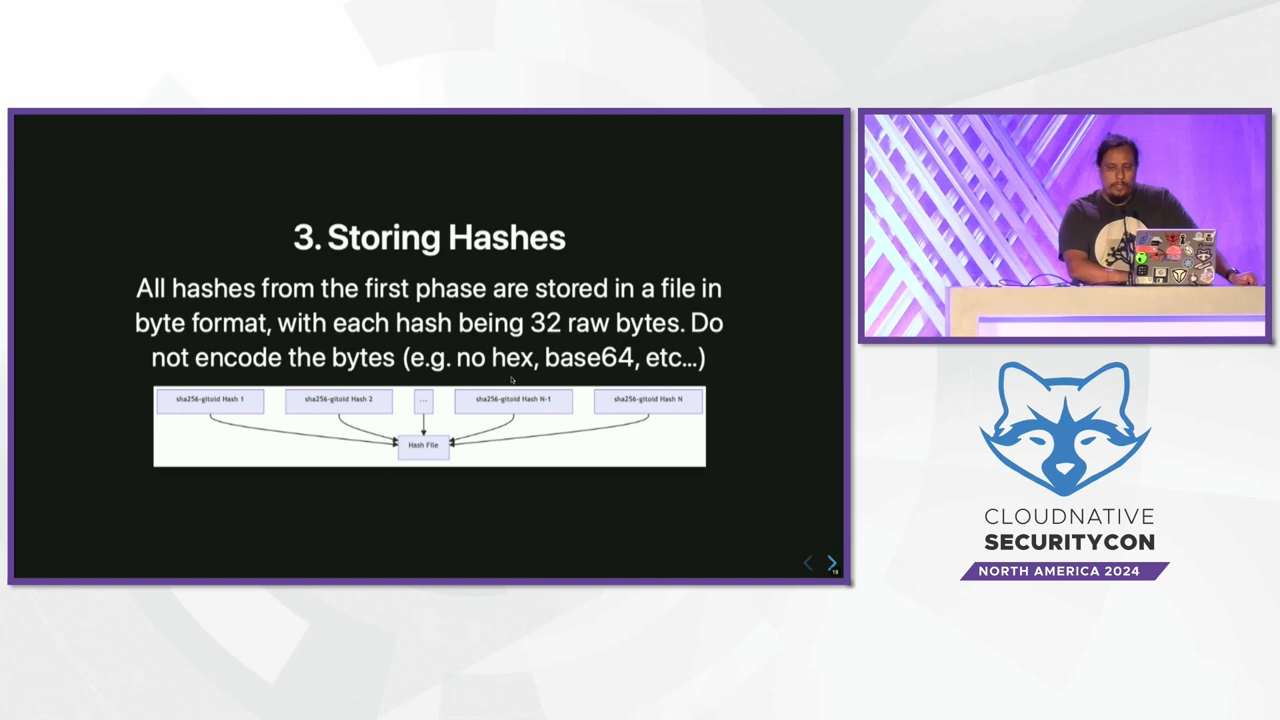 3. Storing Hashes
All hashes from the first phase are stored in a file in
byte format, with each hash being 32 raw bytes. Do
not encode the bytes (e.g. no hex, base64, etc...)
sha256-gitoid Hash 1
sha256-gitoid Hash 2
...
sha256-gitoid Hash N-1
sha256-gitoid Hash N
Hash File
19
CLOUDNATIVE
SECURITYCON
NORTH AMERICA 2024